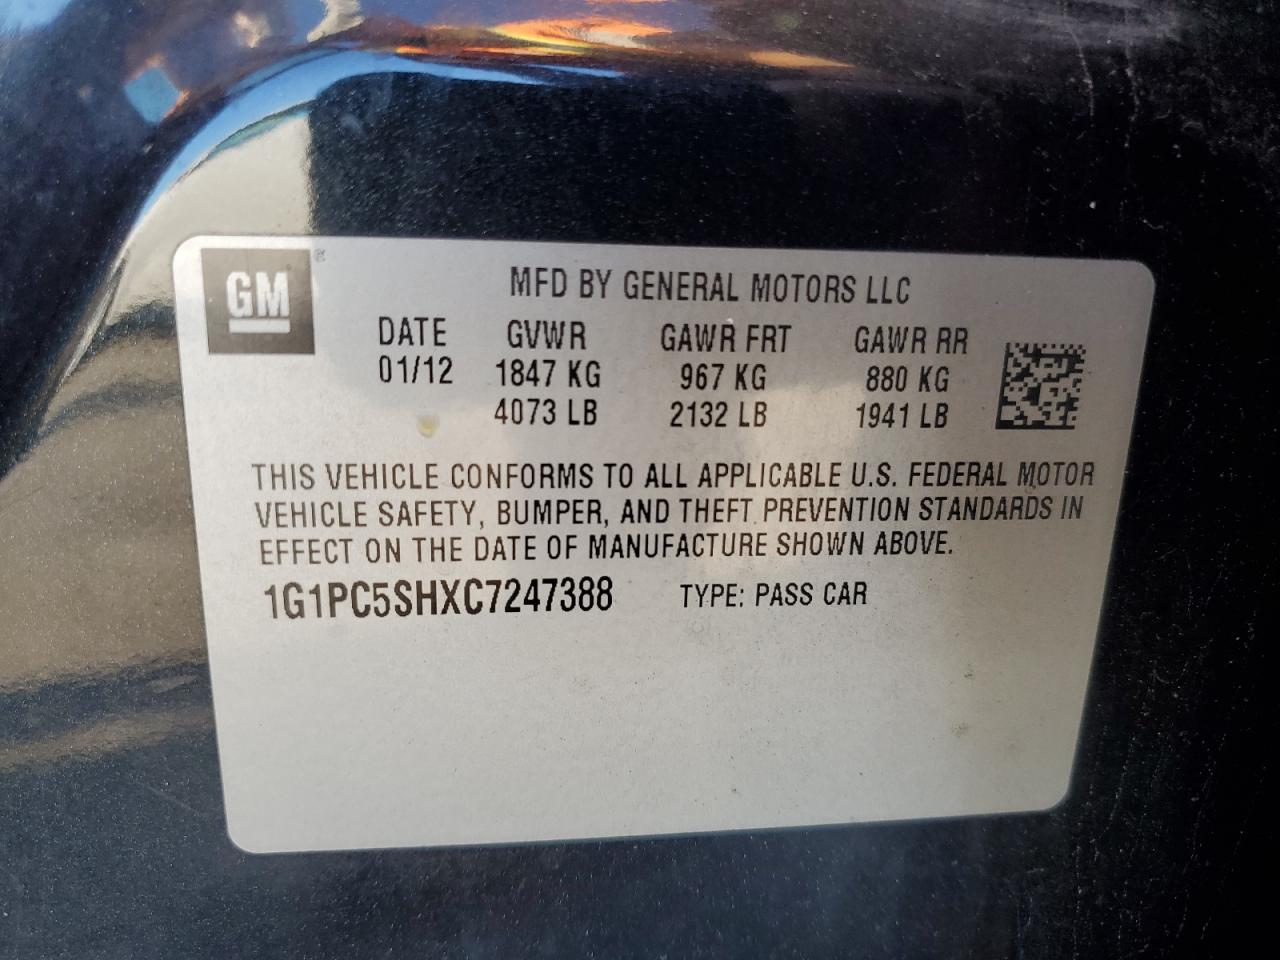 GM®
MFD BY GENERAL MOTORS LLC
DATE GVWR GAWR FRT GAWR RR
01/12 1847 KG 967 KG 880 KG
4073 LB 2132 LB 1941 LB
THIS VEHICLE CONFORMS TO ALL APPLICABLE U.S. FEDERAL MOTOR
VEHICLE SAFETY, BUMPER, AND THEFT PREVENTION STANDARDS IN
EFFECT ON THE DATE OF MANUFACTURE SHOWN ABOVE.
1G1PC5SHXC7247388 TYPE: PASS CAR